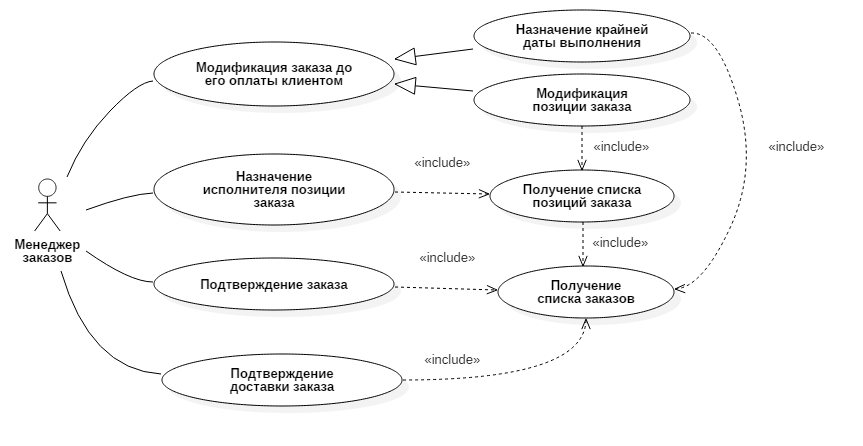 Назначение крайней
даты выполнения
Модификация заказа до
его оплаты клиентом
Модификация
позиции заказа
«include»
«include»
«include»
Назначение
исполнителя позиции
заказа
Получение списка
позиций заказа
Менеджер
заказов
«include»
«include»
Подтверждение заказа
Получение
списка заказов
«include»
Подтверждение
доставки заказа